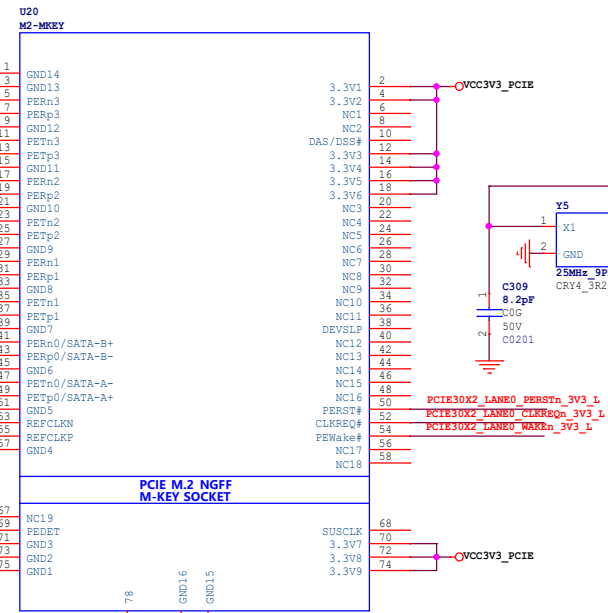 U20
M2-MKEY
1 GND14
3 GND13 3.3V1 2 VCC3V3_PCIE
5 PERn3 3.3V2 4
7 PERp3 NC1 6
9 GND12 NC2 8
11 PETn3 DAS/DSS# 10
13 PETp3 3.3V3 12
15 GND11 3.3V4 14
17 PERn2 3.3V5 16
19 PERp2 3.3V6 18
21 GND10 NC3 20
23 PETn2 NC4 22
25 PETp2 NC5 24
27 GND9 NC6 26
29 PERn1 NC7 28
31 PERp1 NC8 30
33 GND8 NC9 32
35 PETn1 NC10 34
37 PETp1 NC11 36
39 GND7 DEVSLP 38
41 PERn0/SATA-B+ NC12 40
43 PERp0/SATA-B- NC13 42
45 GND6 NC14 44
47 PETn0/SATA-A- NC15 46
49 PETp0/SATA-A+ NC16 48
51 GND5 PERST# 50 PCIE30X2_LANE0_PERSTn_3V3_L
53 REFCLKN CLKREQ# 52 PCIE30X2_LANE0_CLKREQn_3V3_L
55 REFCLKP PEWake# 54 PCIE30X2_LANE0_WAKEn_3V3_L
57 GND4 NC17 56
NC18 58
PCIE M.2 NGFF
M-KEY SOCKET
67 NC19
69 PEDET SUSCLK 68
71 GND3 3.3V7 70
73 GND2 3.3V8 72 VCC3V3_PCIE
75 GND1 3.3V9 74
78 GND16 GND15
Y5
1 X1
2 GND
25MHz_9P
CRY4_3R2
1 C309
8.2pF
C0G
50V
2 C0201